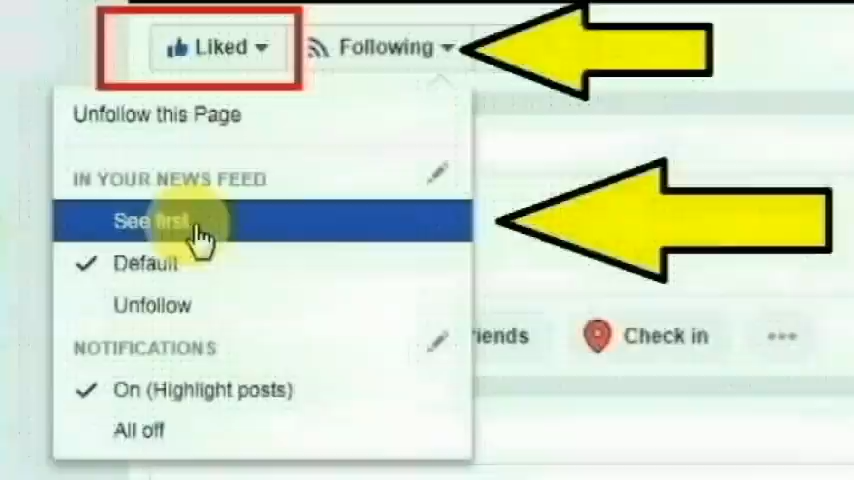 Liked Following
Unfollow this Page
IN YOUR NEWS FEED
See first
Default
Unfollow
NOTIFICATIONS
riends Check in
On (Highlight posts)
All off